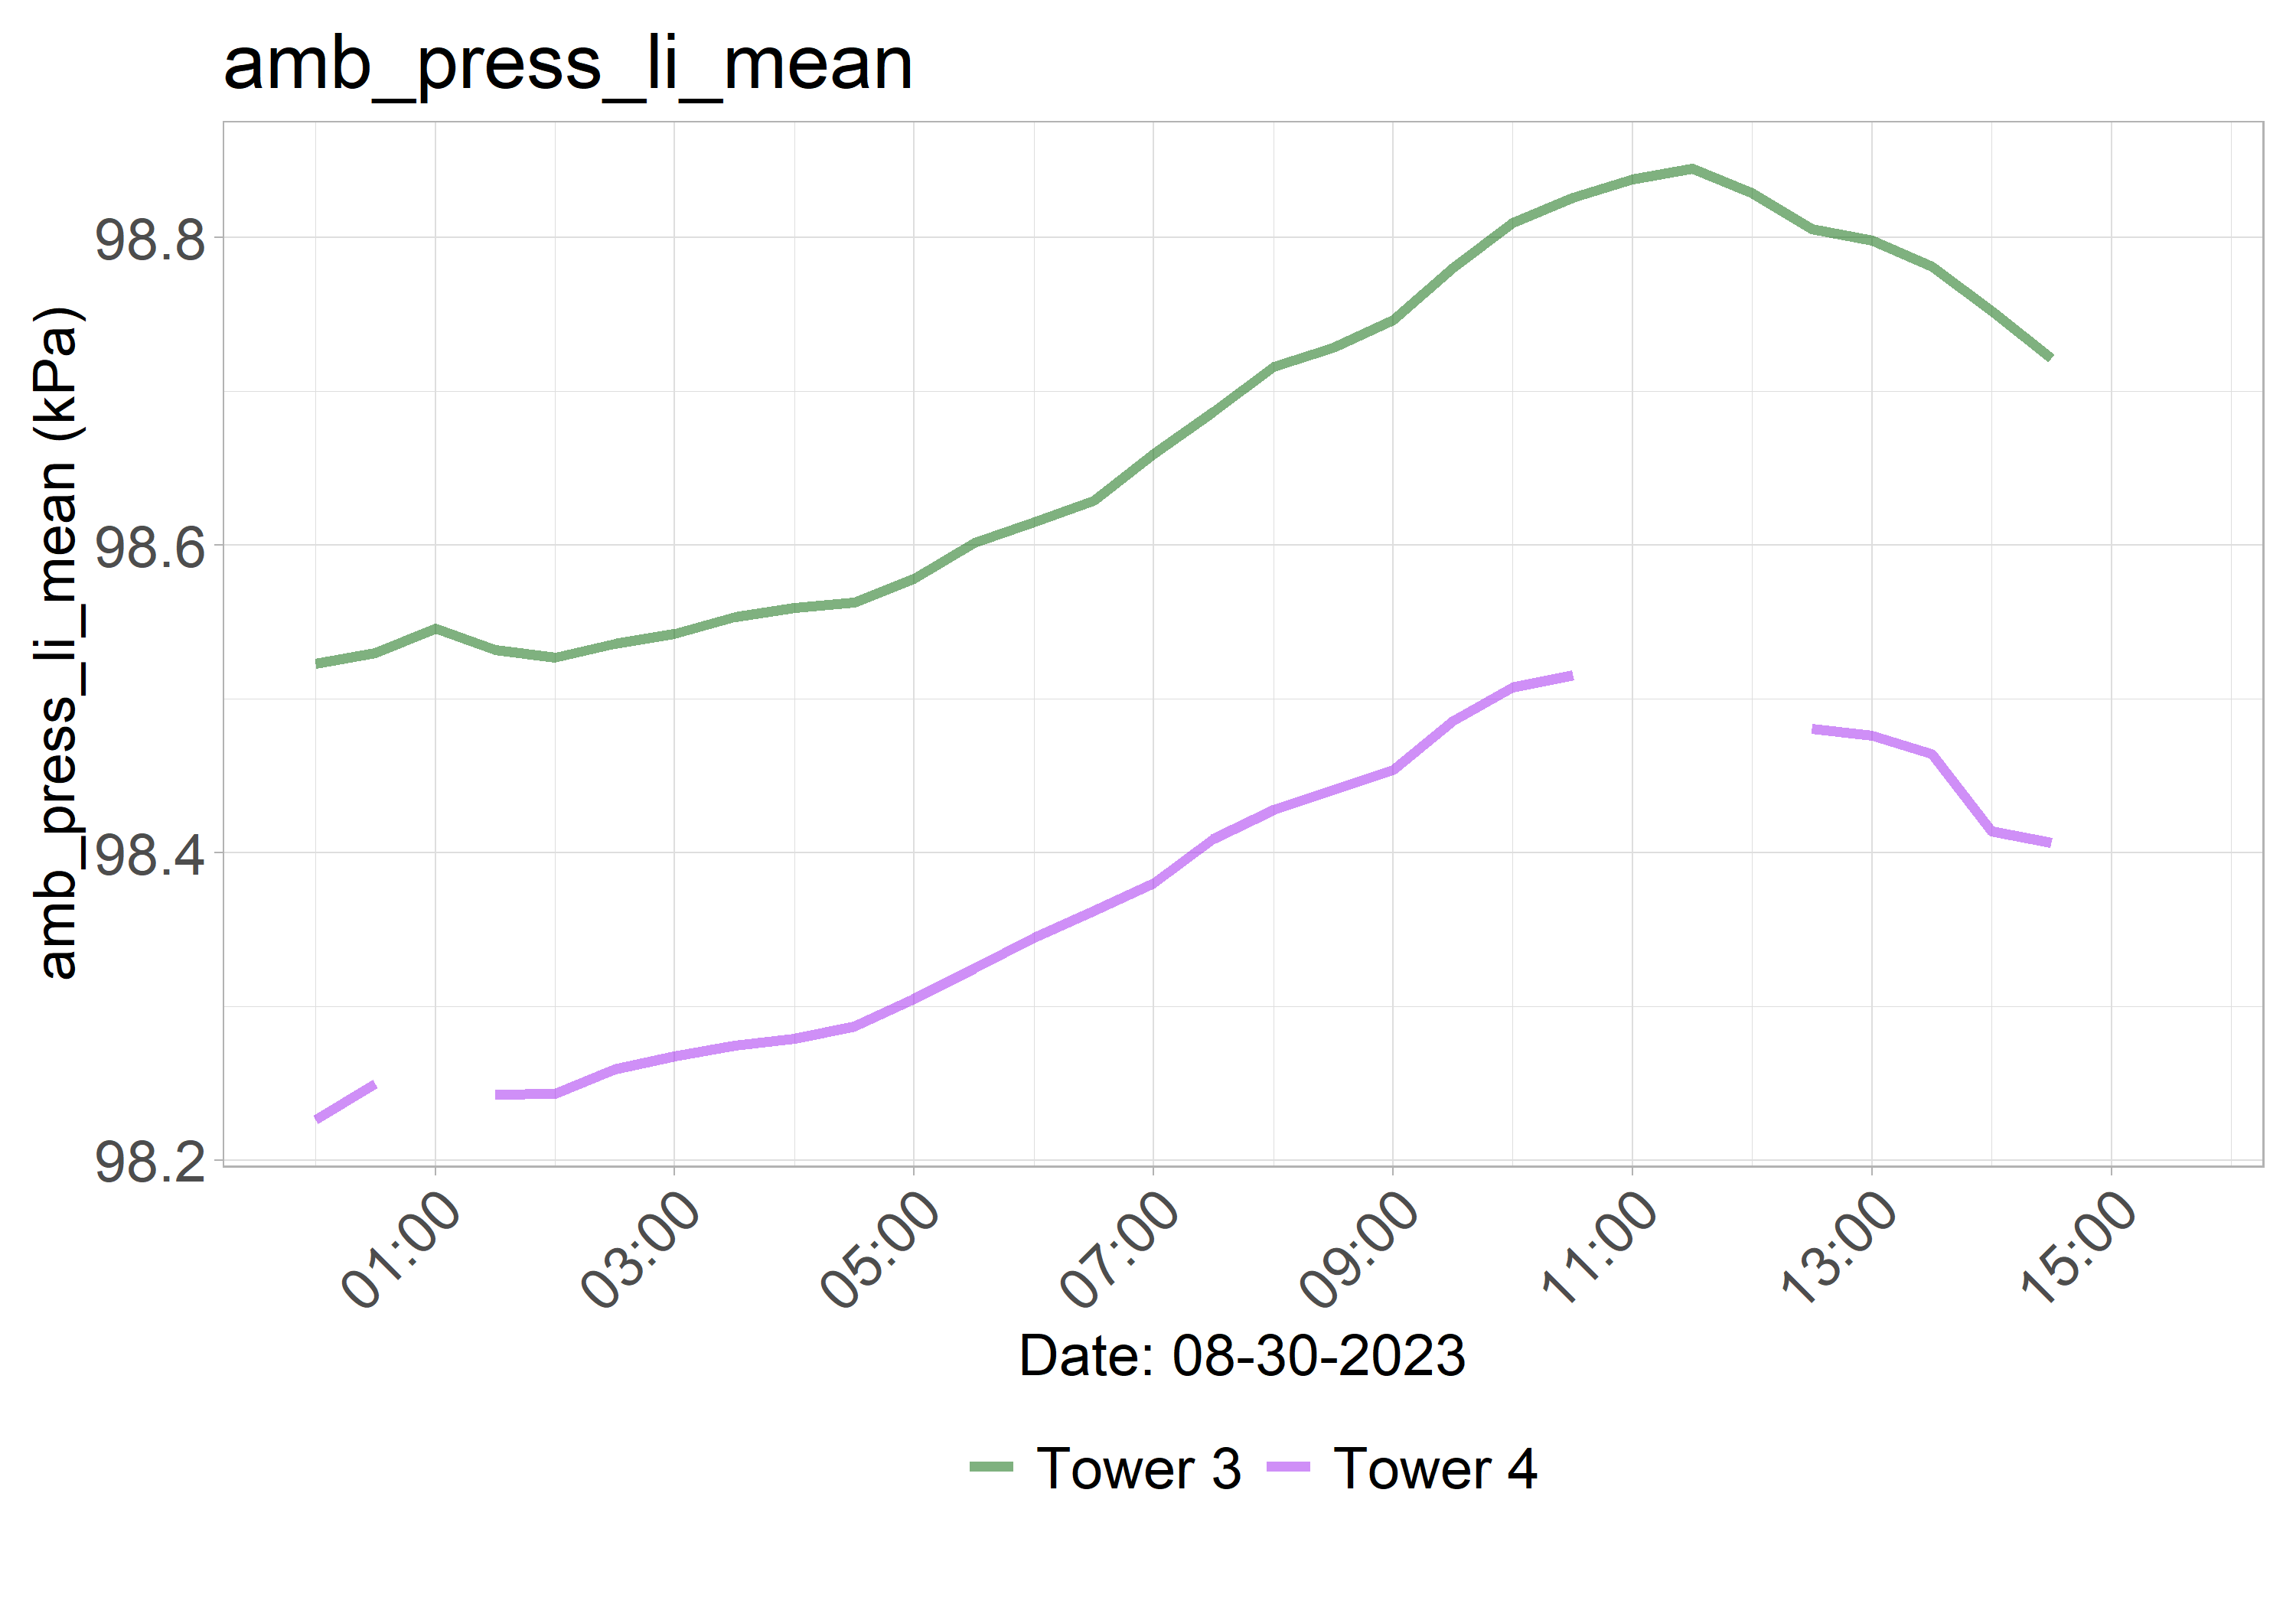 amb_press_li_mean
amb_press_li_mean (kPa)
98.8
98.6
98.4
98.2
01:00
03:00
05:00
07:00
09:00
11:00
13:00
15:00
Date: 08-30-2023
Tower 3
Tower 4